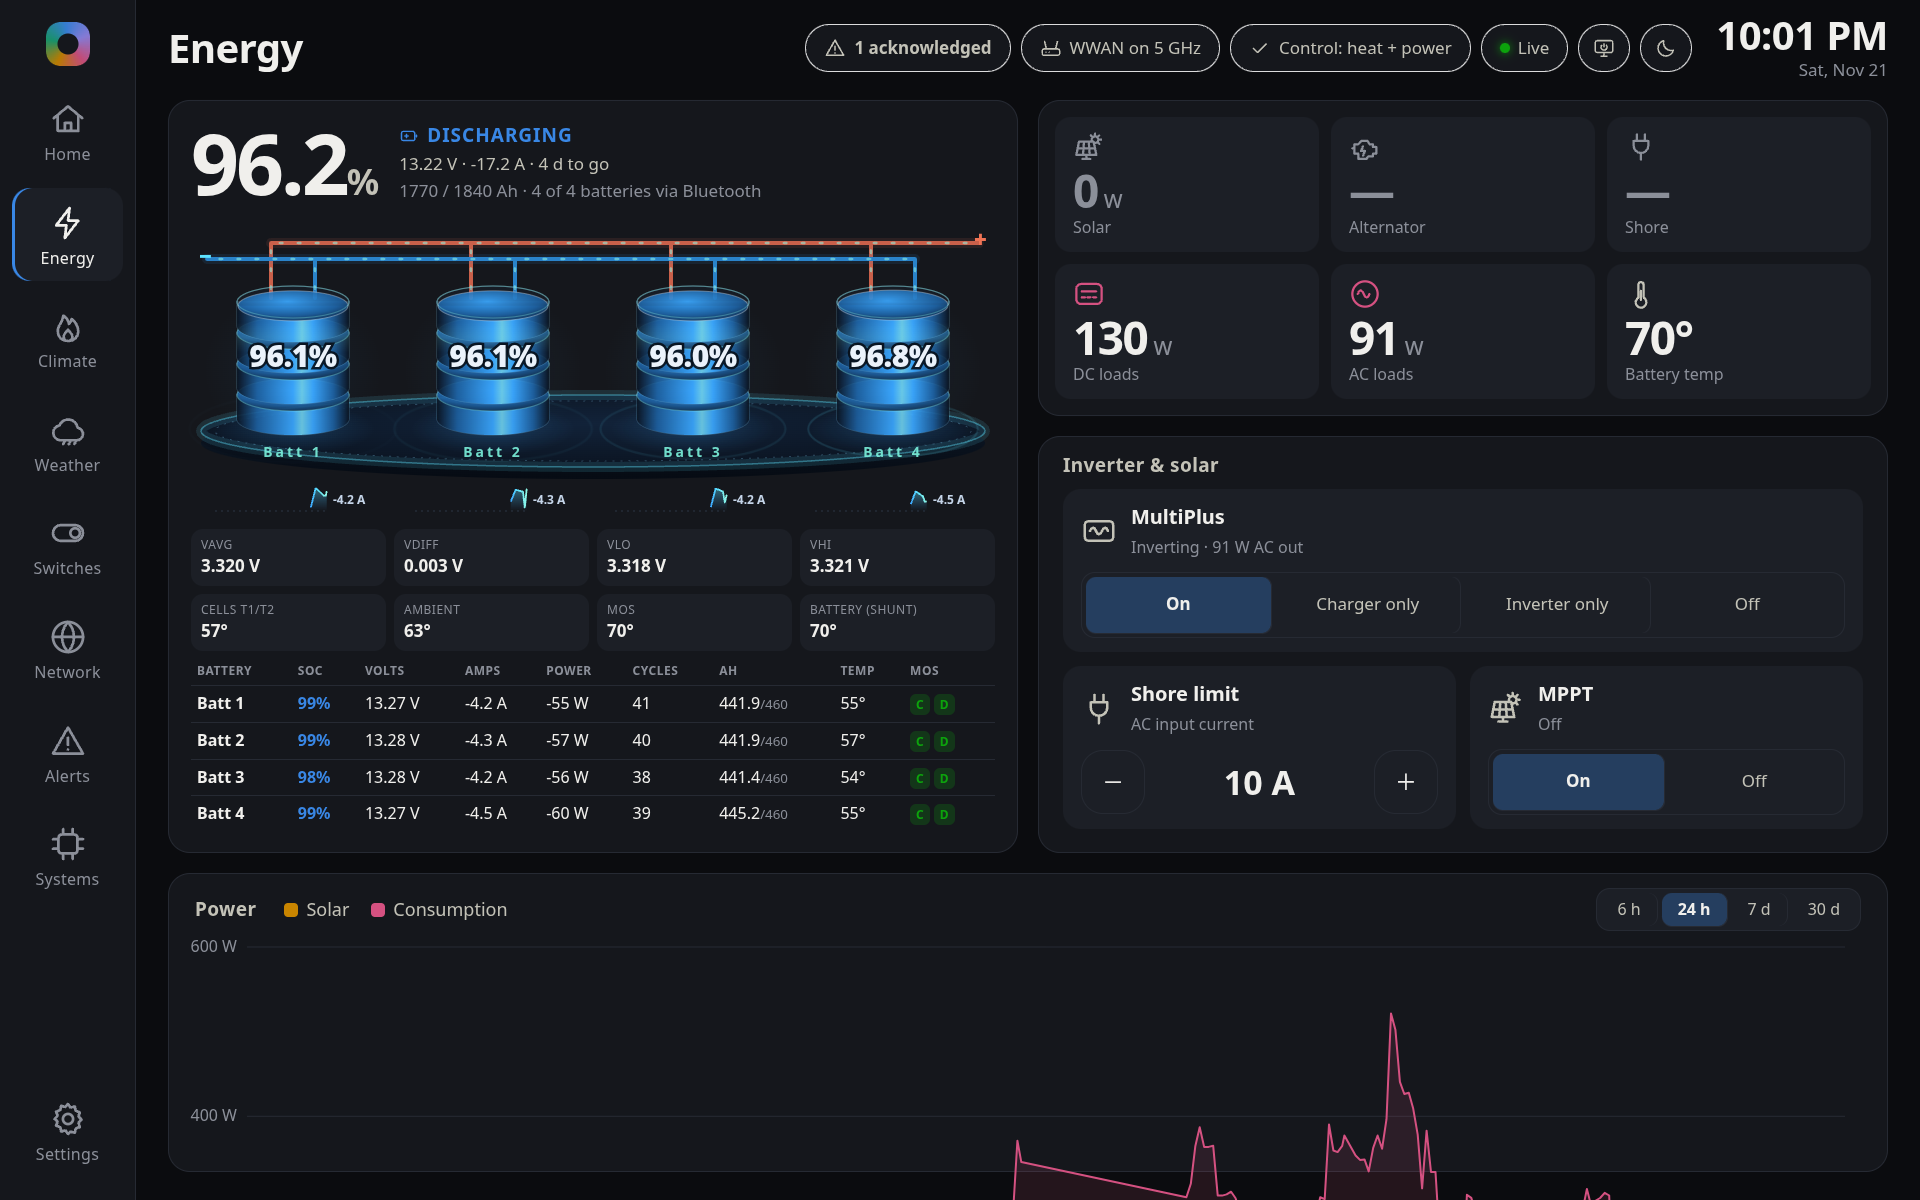 Energy
1 acknowledged
WWAN on 5 GHz
Control: heat + power
Live
10:01 PM
Sat, Nov 21
Home
Energy
Climate
Weather
Switches
Network
Alerts
Systems
Settings
96.2%
DISCHARGING
13.22 V · -17.2 A · 4 d to go
1770 / 1840 Ah · 4 of 4 batteries via Bluetooth
+
−
96.1% 96.1% 96.0% 96.8%
Batt 1 Batt 2 Batt 3 Batt 4
-4.2 A -4.3 A -4.2 A -4.5 A
VAVG VDIFF VLO VHI
3.320 V 0.003 V 3.318 V 3.321 V
CELLS T1/T2 AMBIENT MOS BATTERY (SHUNT)
57° 63° 70° 70°
BATTERY SOC VOLTS AMPS POWER CYCLES AH TEMP MOS
Batt 1 99% 13.27 V -4.2 A -55 W 41 441.9/460 55° C D
Batt 2 99% 13.28 V -4.3 A -57 W 40 441.9/460 57° C D
Batt 3 98% 13.28 V -4.2 A -56 W 38 441.4/460 54° C D
Batt 4 99% 13.27 V -4.5 A -60 W 39 445.2/460 55° C D
0 W — —
Solar Alternator Shore
130 W 91 W 70°
DC loads AC loads Battery temp
Inverter & solar
MultiPlus
Inverting · 91 W AC out
On Charger only Inverter only Off
Shore limit
AC input current
− 10 A +
MPPT
Off
On Off
Power Solar Consumption
6 h 24 h 7 d 30 d
600 W
400 W